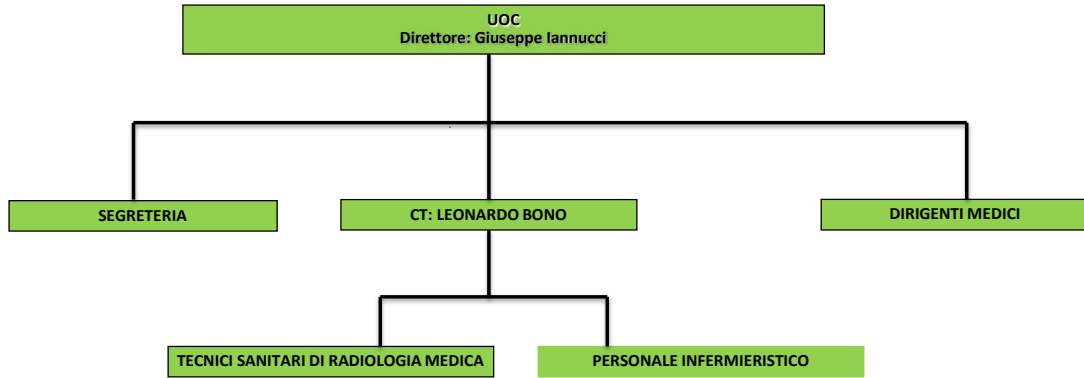 UOC
Direttore: Giuseppe Iannucci
SEGRETERIA
CT: LEONARDO BONO
DIRIGENTI MEDICI
TECNICI SANITARI DI RADIOLOGIA MEDICA
PERSONALE INFERMIERISTICO